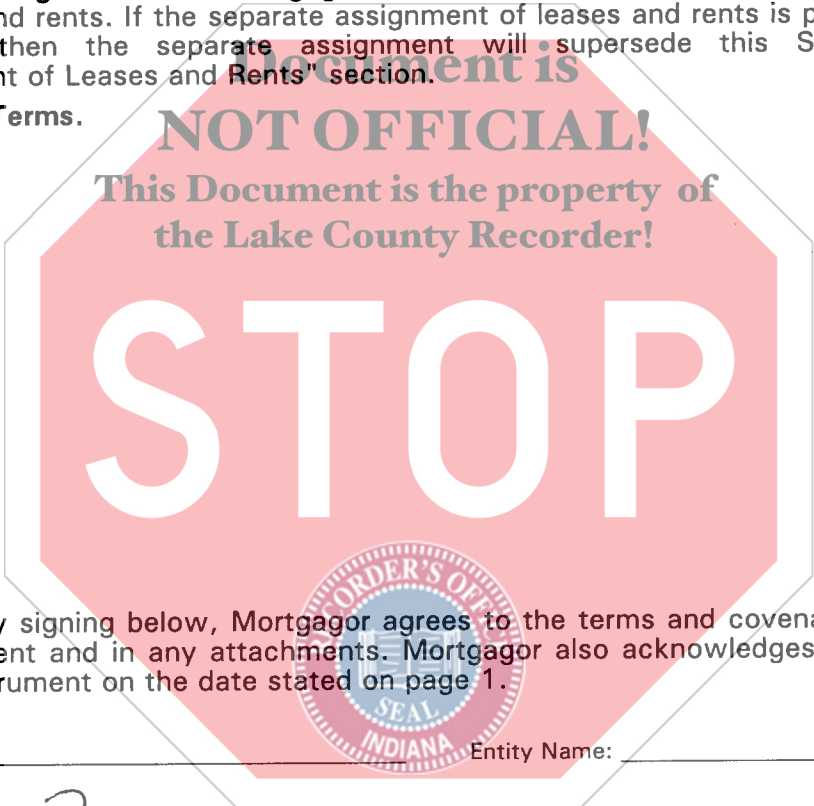 nd rents. If the separate assignment of leases and rents is p
then the separate assignment will supersede this S
nt of Leases and Rents" section.
Document is
Terms.
NOT OFFICIAL!
This Document is the property of
the Lake County Recorder!
STOP
RECORDER'S OFFICE
y signing below, Mortgagor agrees to the terms and covena
ent and in any attachments. Mortgagor also acknowledges
rument on the date stated on page 1.
SEAL
INDIANA
Entity Name: